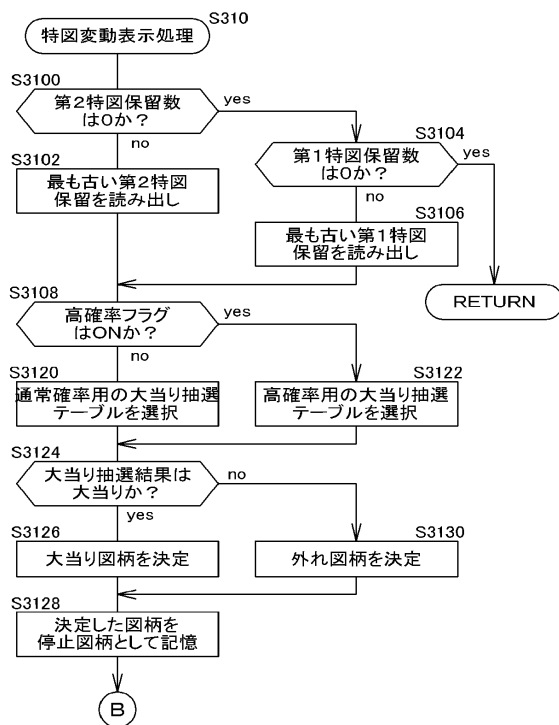 S310
特図変動表示処理
S3100
第2特図保留数
は0か？
yes
no
S3104
第1特図保留数
は0か？
yes
no
S3102
最も古い第2特図
保留を読み出し
S3106
最も古い第1特図
保留を読み出し
RETURN
S3108
高確率フラグ
はONか？
yes
no
S3120
通常確率用の大当り抽選
テーブルを選択
S3122
高確率用の大当り抽選
テーブルを選択
S3124
大当り抽選結果は
大当りか？
no
yes
S3126
大当り図柄を決定
S3130
外れ図柄を決定
S3128
決定した図柄を
停止図柄として記憶
B